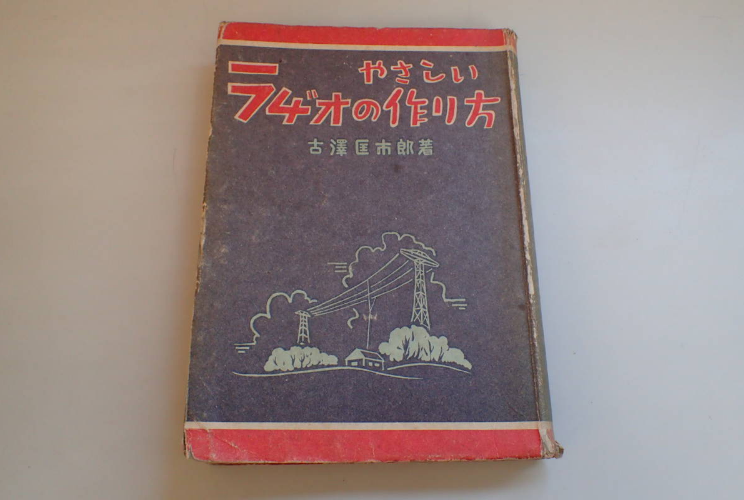 やさしい
ラヂオの作り方
古澤匡市郎著